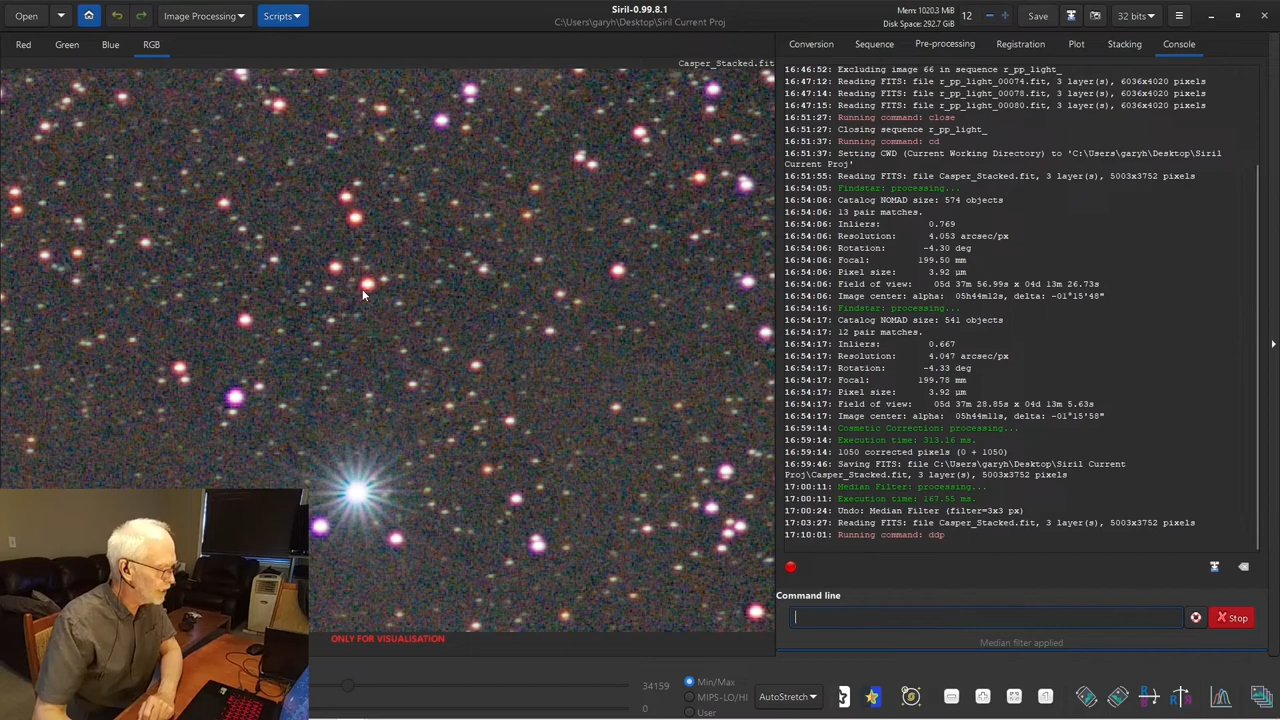 Open
Image Processing
Scripts
Siril-0.99.8.1
C:\Users\garyh\Desktop\Siril Current Proj
Mem: 1020.3 MiB
Disk Space: 292.7 GiB
12
Save
32 bits
Red
Green
Blue
RGB
Conversion
Sequence
Pre-processing
Registration
Plot
Stacking
Console
Casper_Stacked.fit
16:46:52: Excluding image 66 in sequence r_pp_light_
16:47:12: Reading FITS: file r_pp_light_00074.fit, 3 layer(s), 6036x4020 pixels
16:47:14: Reading FITS: file r_pp_light_00078.fit, 3 layer(s), 6036x4020 pixels
16:47:15: Reading FITS: file r_pp_light_00080.fit, 3 layer(s), 6036x4020 pixels
16:51:27: Running command: close
16:51:27: Closing sequence r_pp_light_
16:51:37: Running command: cd
16:51:37: Setting CWD (Current Working Directory) to 'C:\Users\garyh\Desktop\Siril
Current Proj'
16:51:55: Reading FITS: file Casper_Stacked.fit, 3 layer(s), 5003x3752 pixels
16:54:05: Findstar: processing...
16:54:06: Catalog NOMAD size: 574 objects
16:54:06: 13 pair matches.
16:54:06: Inliers: 0.769
16:54:06: Resolution: 4.053 arcsec/px
16:54:06: Rotation: -4.30 deg
16:54:06: Focal: 199.50 mm
16:54:06: Pixel size: 3.92 µm
16:54:06: Field of view: 05d 37m 56.99s x 04d 13m 26.73s
16:54:06: Image center: alpha: 05h44m12s, delta: -01°15'48"
16:54:16: Findstar: processing...
16:54:17: Catalog NOMAD size: 541 objects
16:54:17: 12 pair matches.
16:54:17: Inliers: 0.667
16:54:17: Resolution: 4.047 arcsec/px
16:54:17: Rotation: -4.33 deg
16:54:17: Focal: 199.78 mm
16:54:17: Pixel size: 3.92 µm
16:54:17: Field of view: 05d 37m 28.85s x 04d 13m 5.63s
16:54:17: Image center: alpha: 05h44m11s, delta: -01°15'58"
16:59:14: Cosmetic Correction: processing...
16:59:14: Execution time: 313.16 ms.
16:59:14: 1050 corrected pixels (0 + 1050)
16:59:46: Saving FITS: file C:\Users\garyh\Desktop\Siril Current
Proj\Casper_Stacked.fit, 3 layer(s), 5003x3752 pixels
17:00:11: Median Filter: processing...
17:00:11: Execution time: 167.55 ms.
17:00:24: Undo: Median Filter (filter=3x3 px)
17:03:27: Reading FITS: file Casper_Stacked.fit, 3 layer(s), 5003x3752 pixels
17:10:01: Running command: ddp
Command line
Stop
Median filter applied
ONLY FOR VISUALISATION
34159
0
Min/Max
MIPS-LO/HI
User
AutoStretch